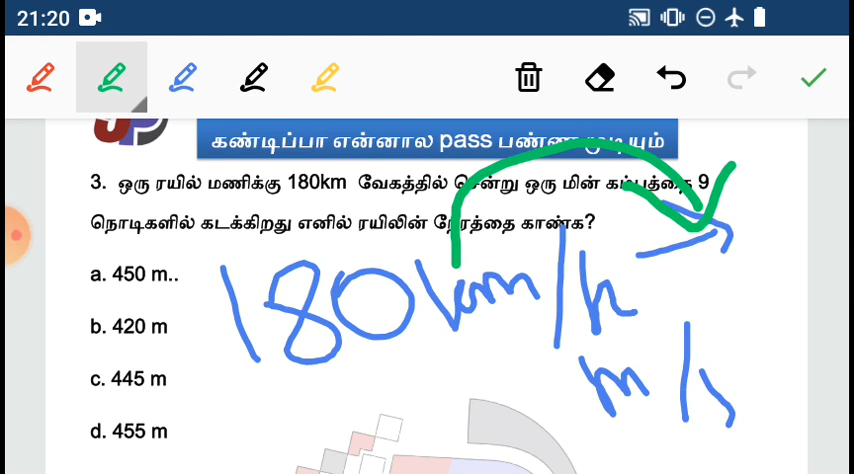 21:20
கண்டிப்பா என்னால pass பண்ண முடியும்
3. ஒரு ரயில் மணிக்கு 180km வேகத்தில் சென்று ஒரு மின் கம்பத்தை 9
நொடிகளில் கடக்கிறது எனில் ரயிலின் நேரத்தை காண்க?
a. 450 m..
b. 420 m
c. 445 m
d. 455 m
180km/h
m/s